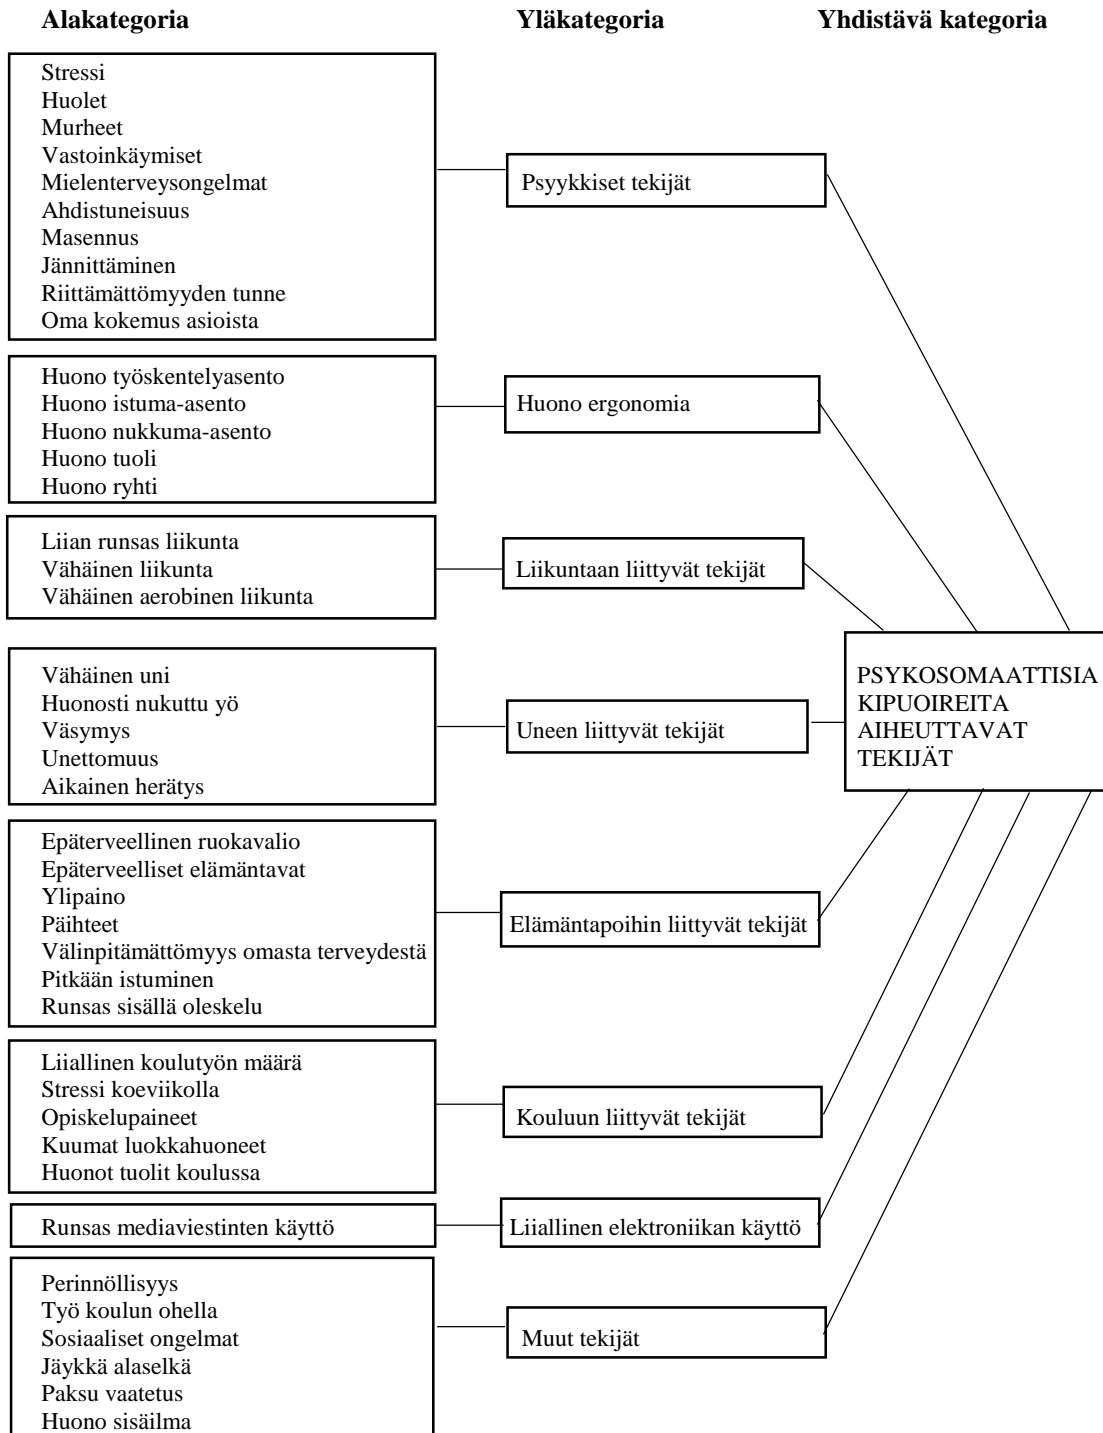 Alakategoria Yläkategoria Yhdistävä kategoria
Stressi
Huolet
Murheet
Vastoinkäymiset
Mielenterveysongelmat
Ahdistuneisuus
Masennus
Jännittäminen
Riittämättömyyden tunne
Oma kokemus asioista
Psyykkiset tekijät
Huono työskentelyasento
Huono istuma-asento
Huono nukkuma-asento
Huono tuoli
Huono ryhti
Huono ergonomia
Liian runsas liikunta
Vähäinen liikunta
Vähäinen aerobinen liikunta
Liikuntaan liittyvät tekijät
Vähäinen uni
Huonosti nukuttu yö
Väsymys
Unettomuus
Aikainen herätys
Uneen liittyvät tekijät
PSYKOSOMAATTISIA
KIPUOIREITA
AIHEUTTAVAT
TEKIJÄT
Epäterveellinen ruokavalio
Epäterveelliset elämäntavat
Ylipaino
Päihteet
Välinpitämättömyys omasta terveydestä
Pitkään istuminen
Runsas sisällä oleskelu
Elämäntapoihin liittyvät tekijät
Liiallinen koulutyön määrä
Stressi koeviikolla
Opiskelupaineet
Kuumat luokkahuoneet
Huonot tuolit koulussa
Kouluun liittyvät tekijät
Runsas mediaviestinten käyttö
Liiallinen elektroniikan käyttö
Perinnöllisyys
Työ koulun ohella
Sosiaaliset ongelmat
Jäykkä alaselkä
Paksu vaatetus
Huono sisäilma
Muut tekijät